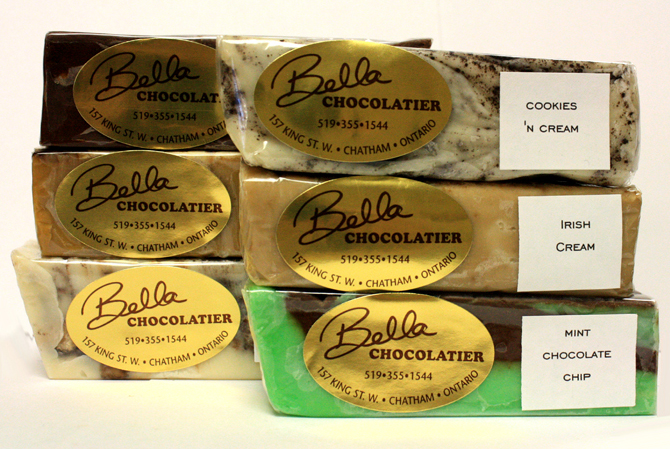 Bella
CHOCOLAT
519•355•1544
157 KING ST. W. • CHATHAM • ONTARIO
Bella
CHOCOLATIER
519•355•1544
157 KING ST. W. • CHATHAM • ONTARIO
COOKIES
'N CREAM
Bella
CHOCOLATIER
519•355•1544
157 KING ST. W. • CHATHAM • ONTARIO
Bella
CHOCOLATIER
519•355•1544
157 KING ST. W. • CHATHAM • ONTARIO
IRISH
CREAM
Bella
CHOCOLATIER
519•355•1544
157 KING ST. W. • CHATHAM • ONTARIO
Bella
CHOCOLATIER
519•355•1544
157 KING ST. W. • CHATHAM • ONTARIO
MINT
CHOCOLATE
CHIP